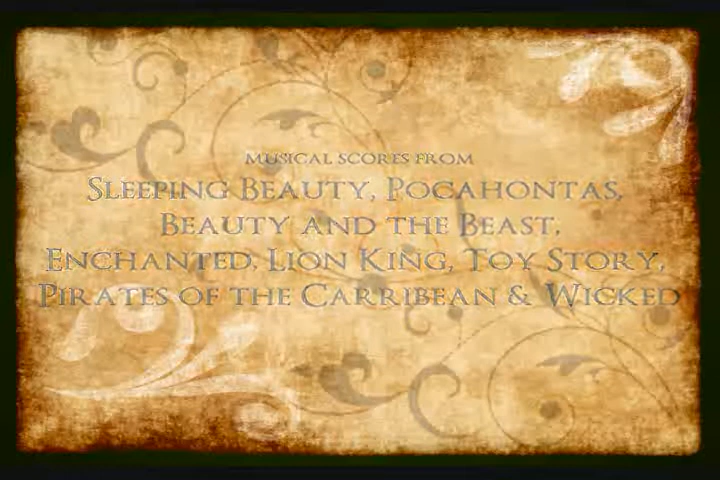 MUSICAL SCORES FROM
SLEEPING BEAUTY, POCAHONTAS,
BEAUTY AND THE BEAST,
ENCHANTED, LION KING, TOY STORY,
PIRATES OF THE CARRIBEAN & WICKED